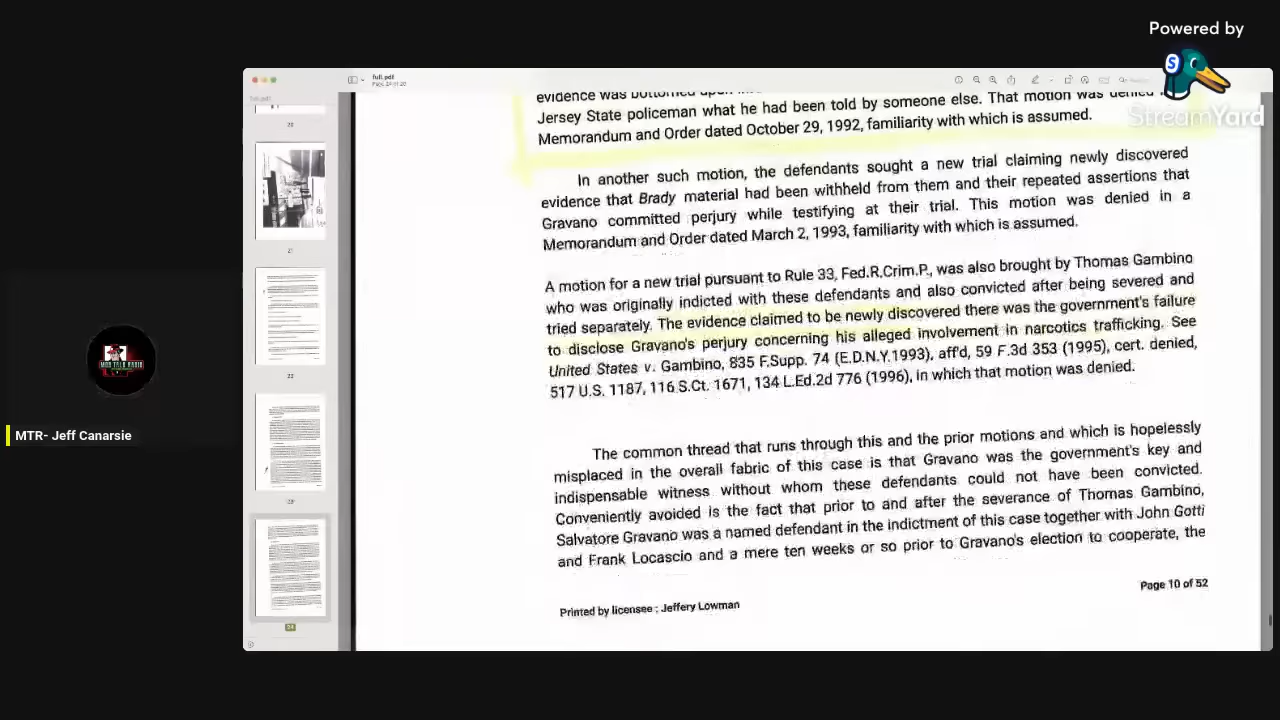 Powered by
StreamYard
full.pdf
evidence was bottomed upon
Jersey State policeman what he had been told by someone else. That motion was denied
Memorandum and Order dated October 29, 1992, familiarity with which is assumed.
In another such motion, the defendants sought a new trial claiming newly discovered
evidence that Brady material had been withheld from them and their repeated assertions that
Gravano committed perjury while testifying at their trial. This motion was denied in a
Memorandum and Order dated March 2, 1993, familiarity with which is assumed.
A motion for a new trial pursuant to Rule 33, Fed.R.Crim.P., was also brought by Thomas Gambino
who was originally indicted with these defendants and also convicted after being severed and
tried separately. The evidence claimed to be newly discovered there was the government's failure
to disclose Gravano's perjury concerning his alleged involvement in narcotics trafficking. See
United States v. Gambino, 835 F.Supp. 74 (E.D.N.Y.1993), aff'd, 59 F.3d 353 (1995), cert. denied,
517 U.S. 1187, 116 S.Ct. 1671, 134 L.Ed.2d 776 (1996), in which that motion was denied.
The common thread that runs through this and the prior motions and which is hopelessly
misplaced in the overall fabric of this case is that Gravano was the government's key and
indispensable witness without whom these defendants could not have been convicted.
Conveniently avoided is the fact that prior to and after the severance of Thomas Gambino,
Salvatore Gravano was a named defendant in the indictment of this case together with John Gotti
and Frank Locascio and a mere ten weeks or so prior to Gravano's election to cooperate, the
Page 10 of 52
Printed by licensee : Jeffery Lowman
20
21
22
23
24
MOB TALK RADIO
MTR- Jeff Canarsie